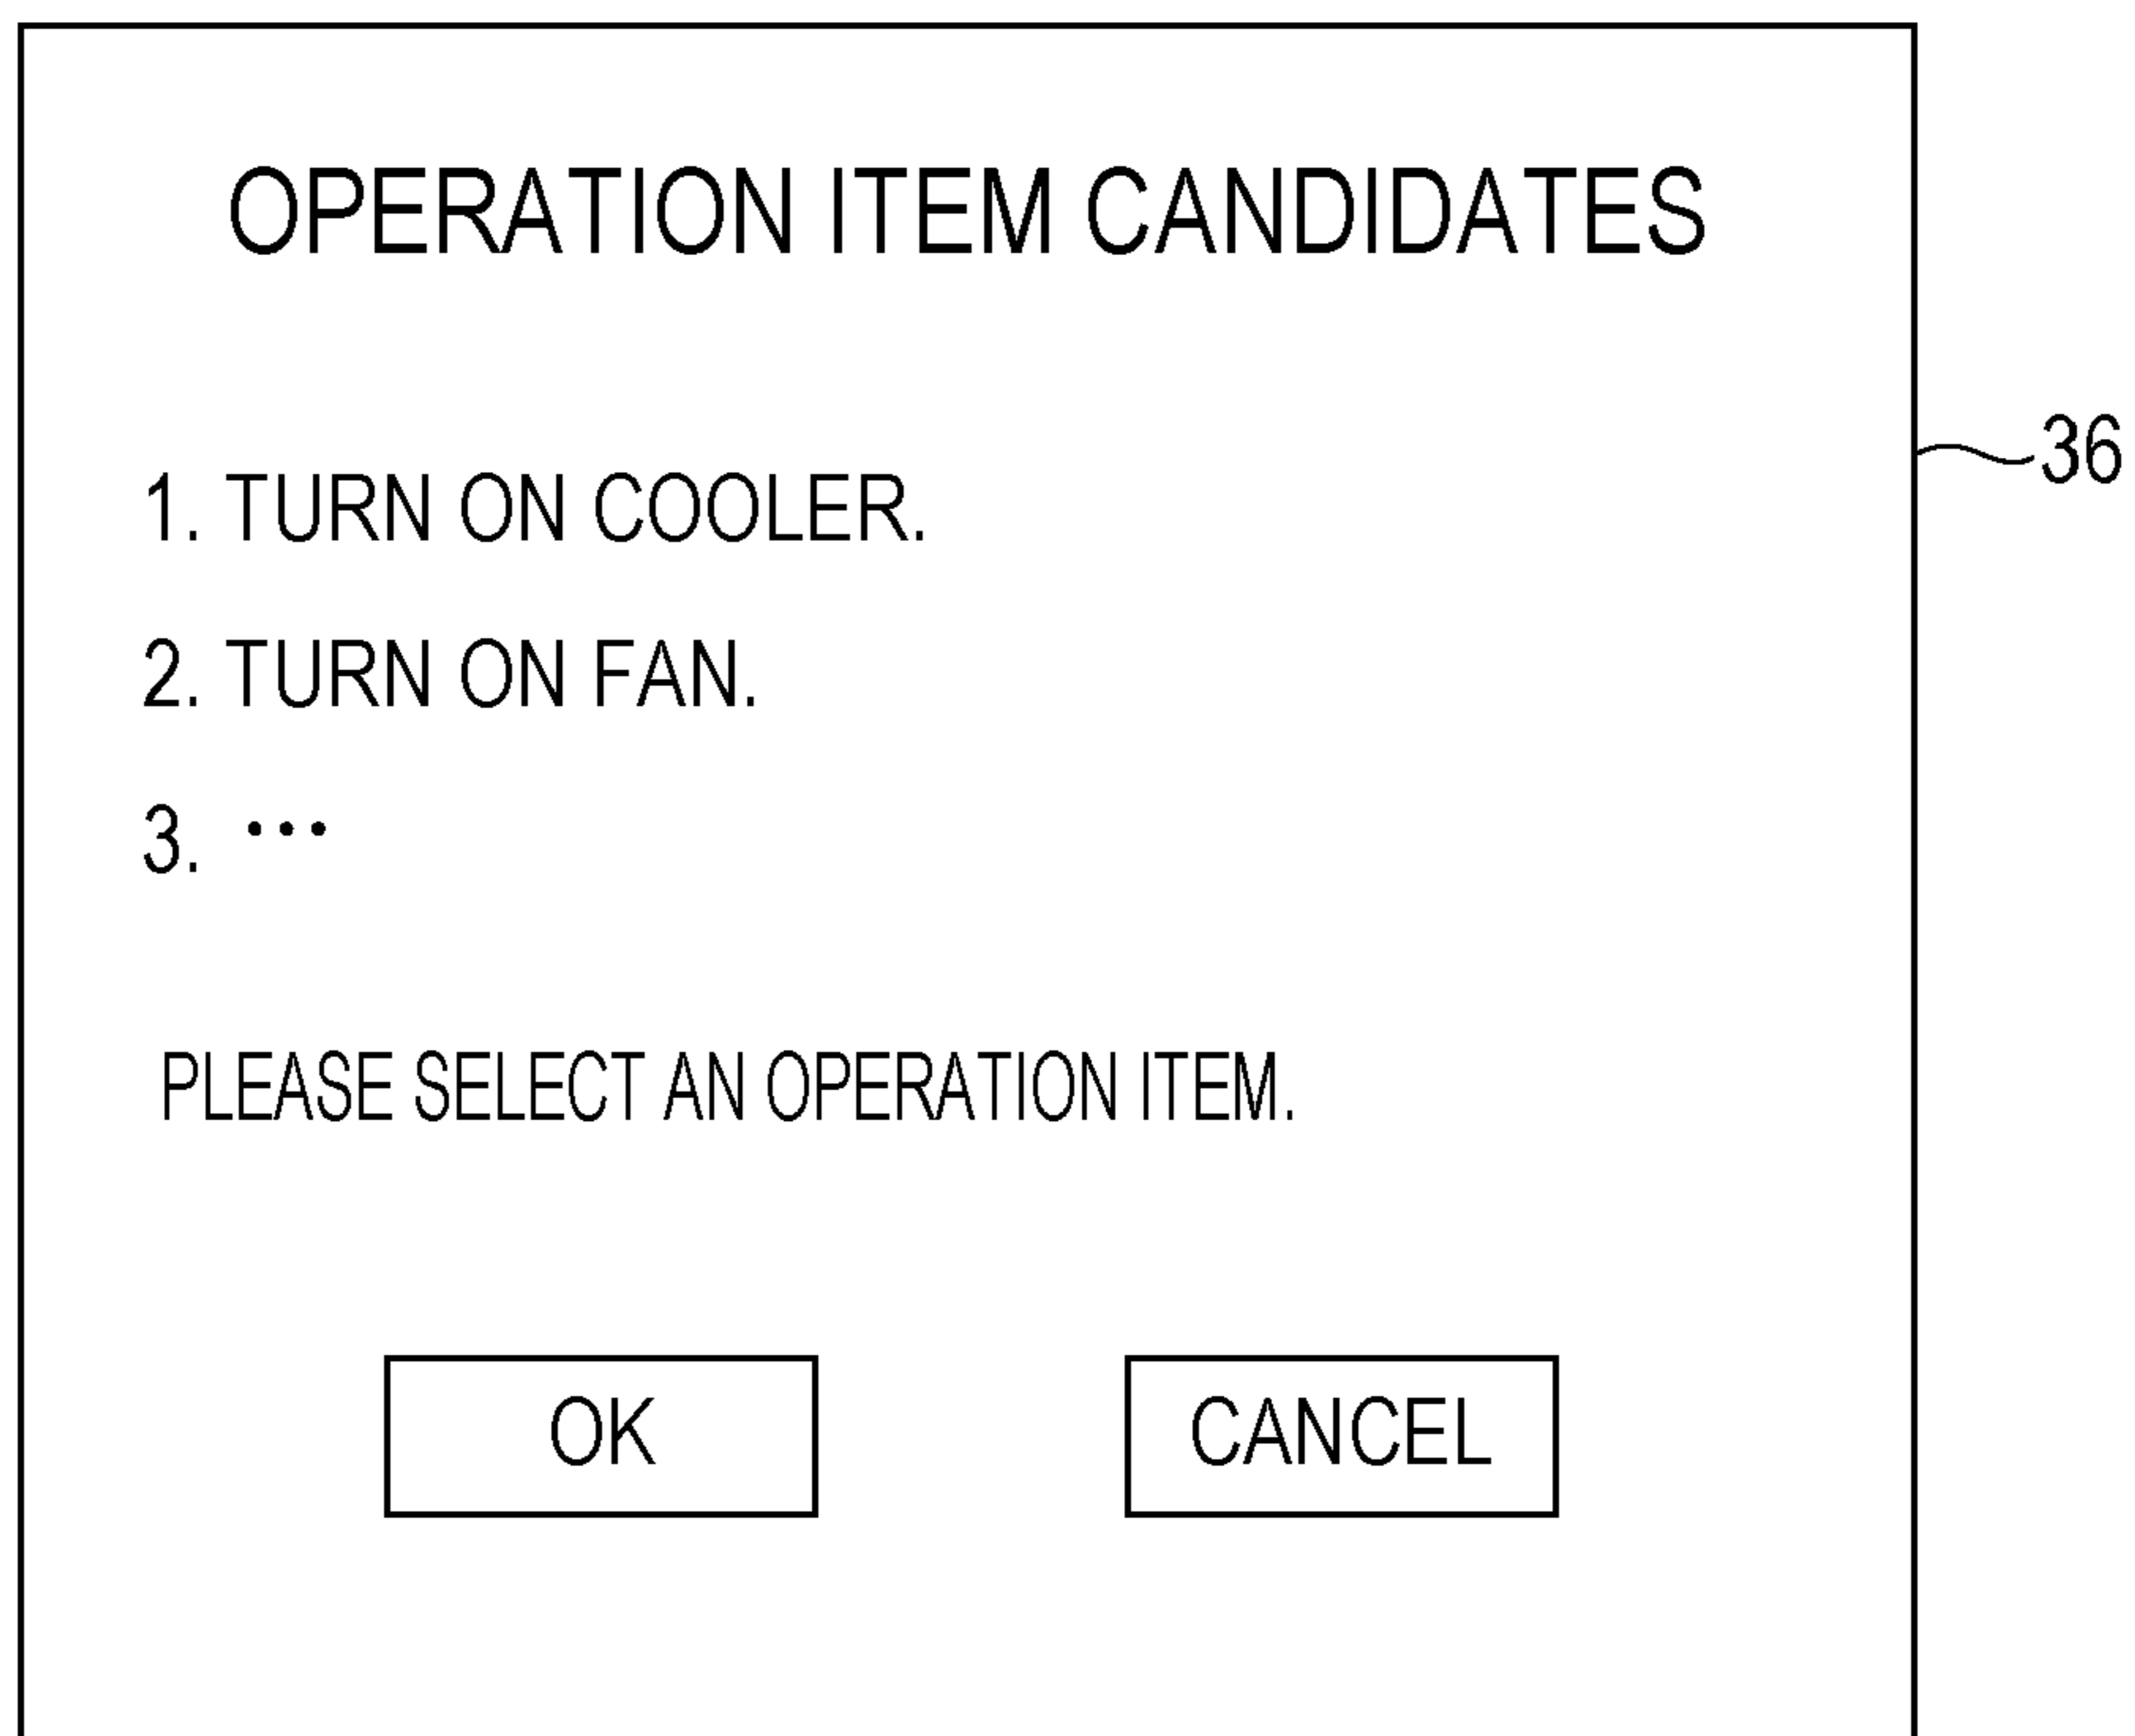 OPERATION ITEM CANDIDATES
36
1. TURN ON COOLER.
2. TURN ON FAN.
3. ···
PLEASE SELECT AN OPERATION ITEM.
OK CANCEL